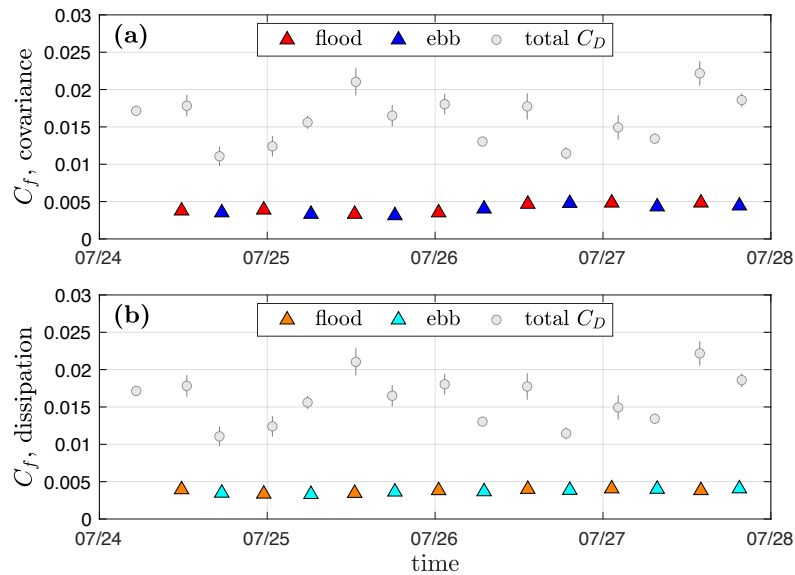 0.03
(a)
flood ebb total C_D
0.025
0.02
0.015
0.01
0.005
0
C_f, covariance
07/24 07/25 07/26 07/27 07/28
0.03
(b)
flood ebb total C_D
0.025
0.02
0.015
0.01
0.005
0
C_f, dissipation
07/24 07/25 07/26 07/27 07/28
time